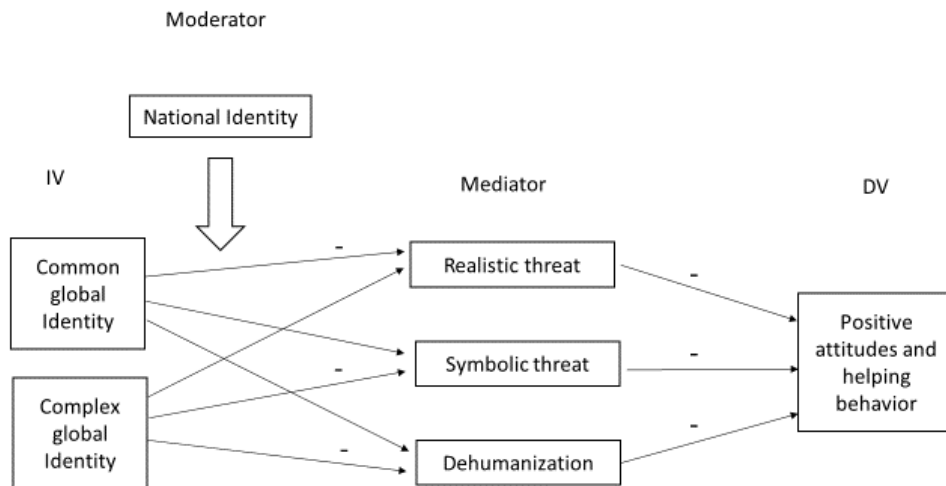 Moderator
National Identity
IV
Mediator
DV
Common
global
Identity
-
Realistic threat
-
Positive
attitudes and
helping
behavior
-
Symbolic threat
-
Complex
global
Identity
-
Dehumanization
-